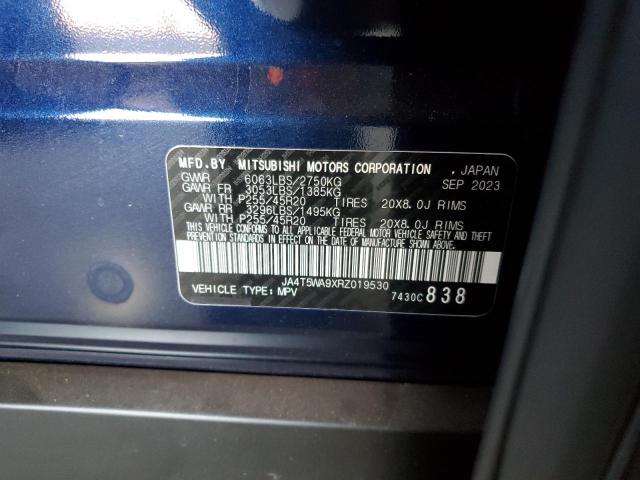 MFD.BY MITSUBISHI MOTORS CORPORATION , JAPAN
GVWR 6063LBS/2750KG SEP 2023
GAWR FR 3053LBS/1385KG
WITH P255/45R20 TIRES 20X8.0J RIMS
GAWR RR 3296LBS/1495KG
WITH P255/45R20 TIRES 20X8.0J RIMS
THIS VEHICLE CONFORMS TO ALL APPLICABLE FEDERAL MOTOR VEHICLE SAFETY AND THEFT
PREVENTION STANDARDS IN EFFECT ON THE DATE OF MANUFACTURE SHOWN ABOVE.
JA4T5WA9XRZ019530
VEHICLE TYPE: MPV 7430C 838